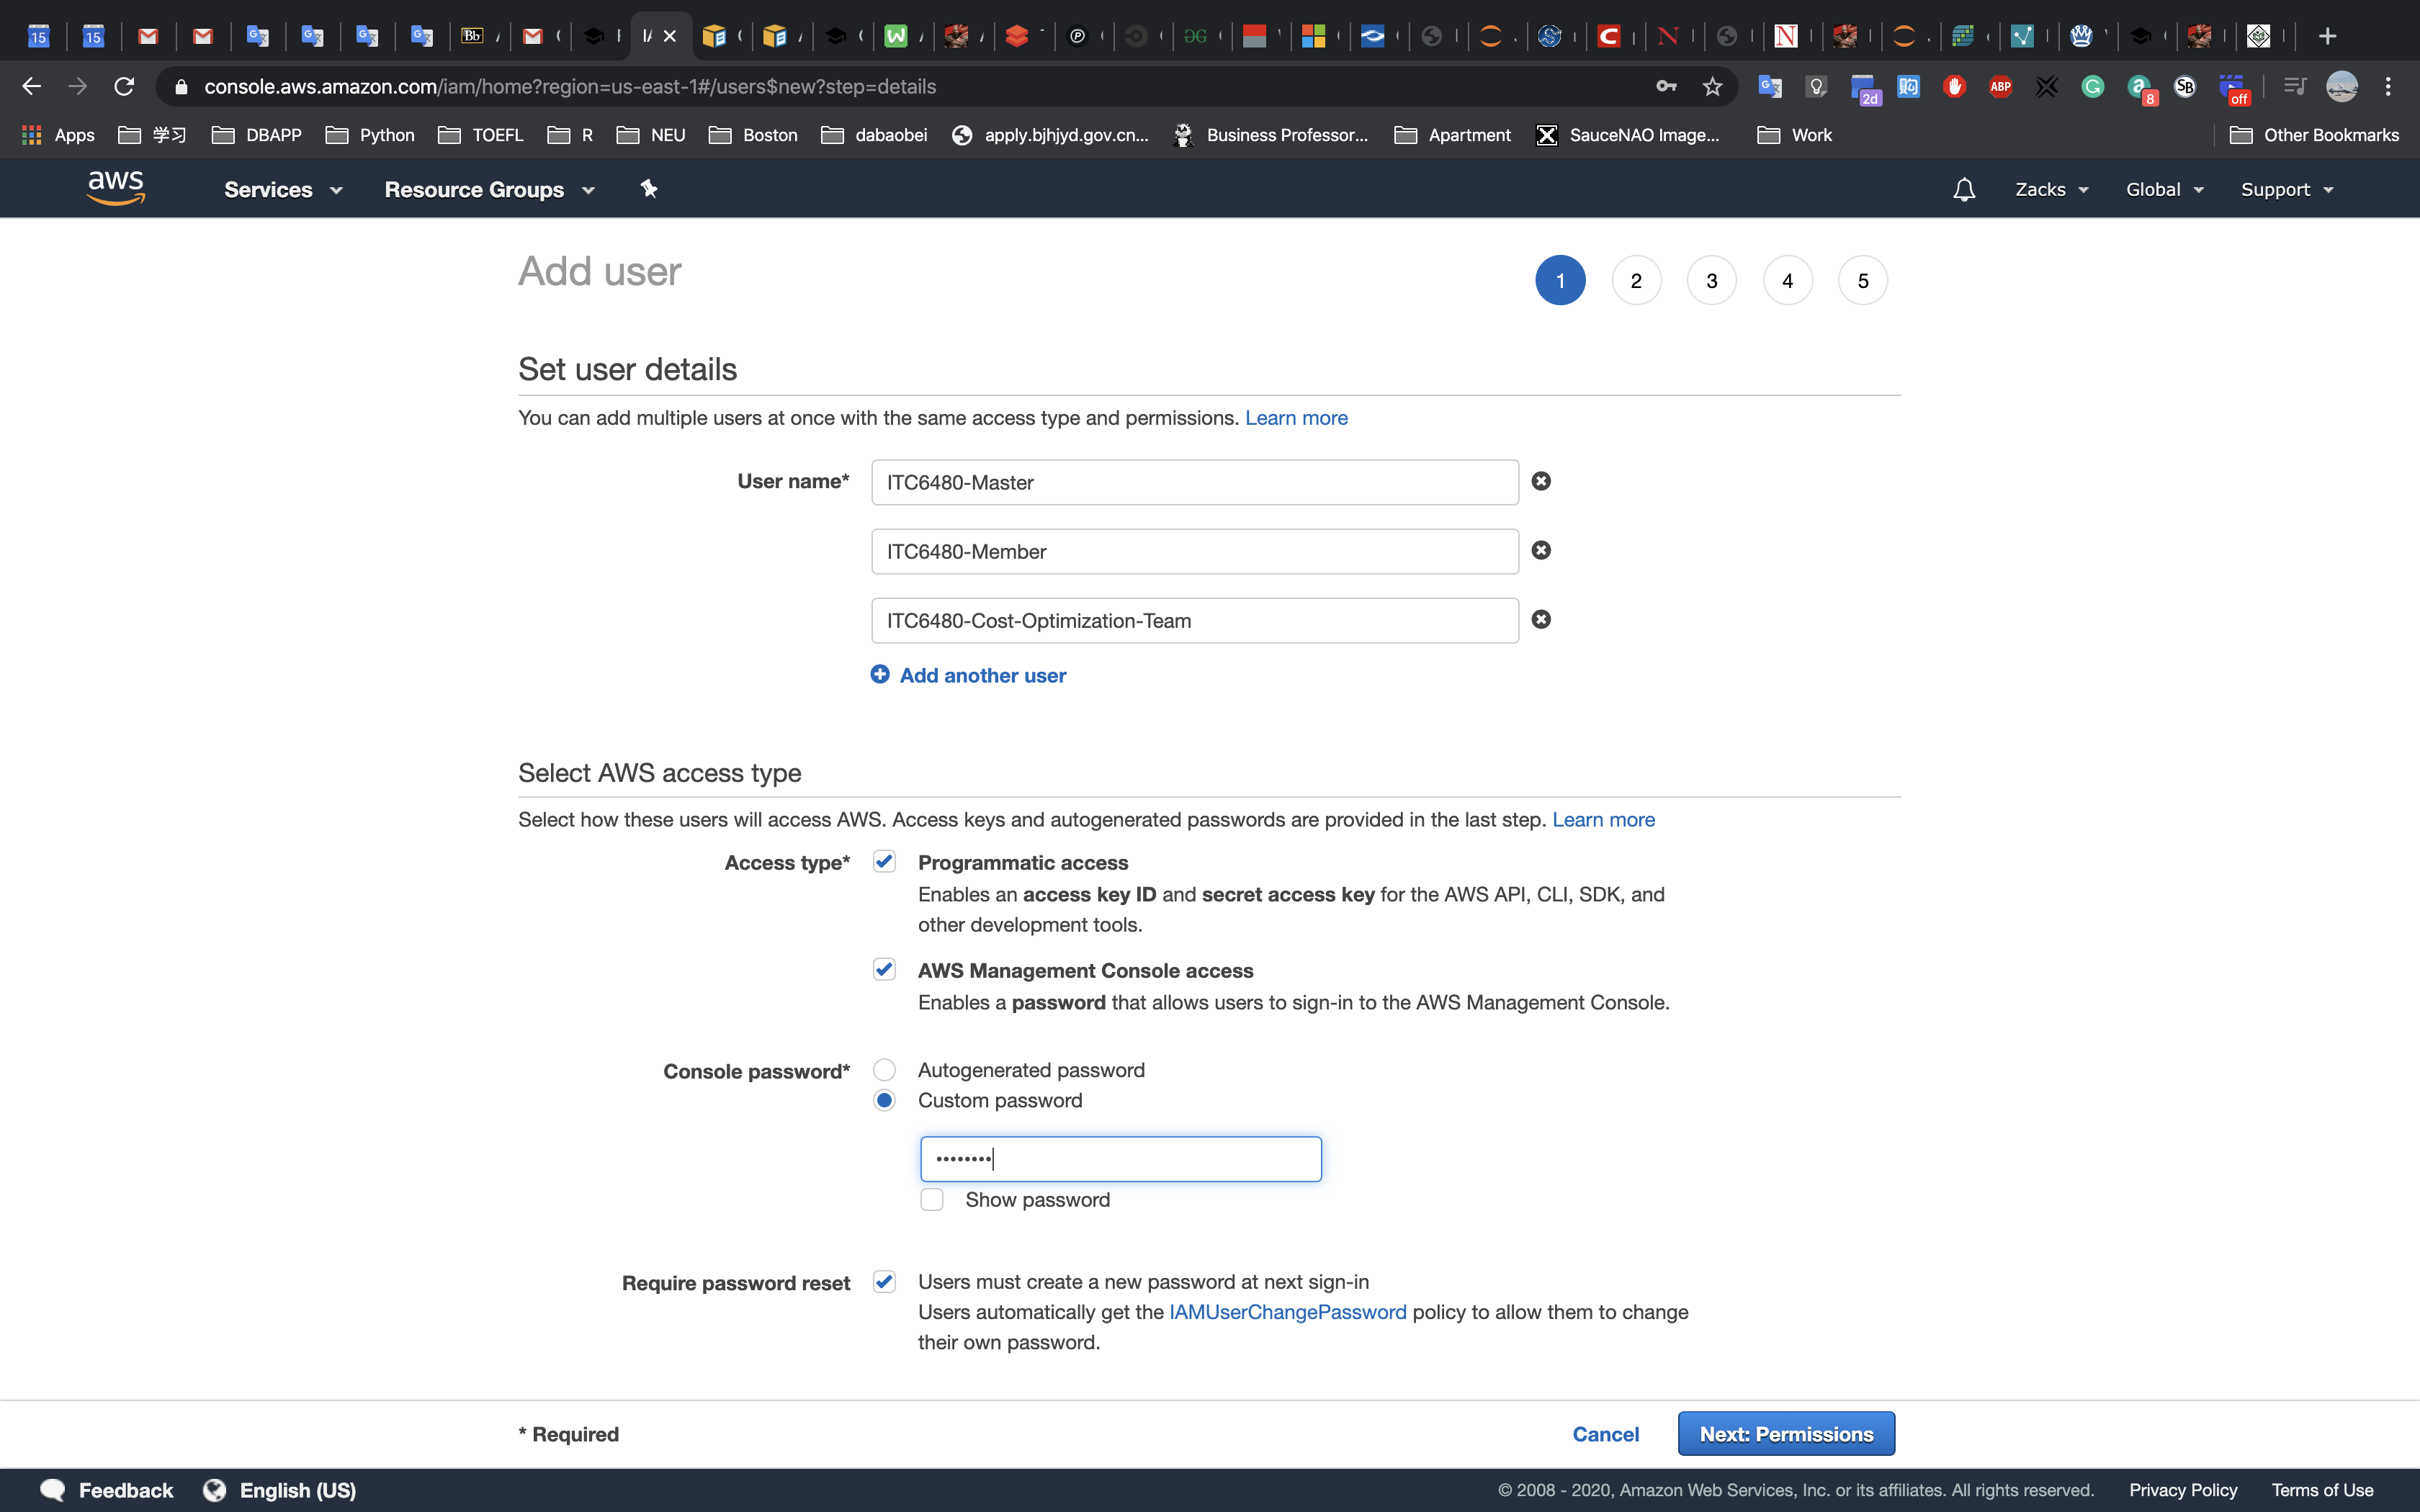 15
15
Bb
console.aws.amazon.com/iam/home?region=us-east-1#/users$new?step=details
2d
ABP
8
SB
off
Apps
学习
DBAPP
Python
TOEFL
R
NEU
Boston
dabaobei
apply.bjhjyd.gov.cn...
Business Professor...
Apartment
SauceNAO Image...
Work
Other Bookmarks
aws
Services
Resource Groups
Zacks
Global
Support
Add user
1
2
3
4
5
Set user details
You can add multiple users at once with the same access type and permissions. Learn more
User name*
ITC6480-Master
ITC6480-Member
ITC6480-Cost-Optimization-Team
Add another user
Select AWS access type
Select how these users will access AWS. Access keys and autogenerated passwords are provided in the last step. Learn more
Access type*
Programmatic access
Enables an access key ID and secret access key for the AWS API, CLI, SDK, and
other development tools.
AWS Management Console access
Enables a password that allows users to sign-in to the AWS Management Console.
Console password*
Autogenerated password
Custom password
••••••••
Show password
Require password reset
Users must create a new password at next sign-in
Users automatically get the IAMUserChangePassword policy to allow them to change
their own password.
* Required
Cancel
Next: Permissions
Feedback
English (US)
© 2008 - 2020, Amazon Web Services, Inc. or its affiliates. All rights reserved.
Privacy Policy
Terms of Use